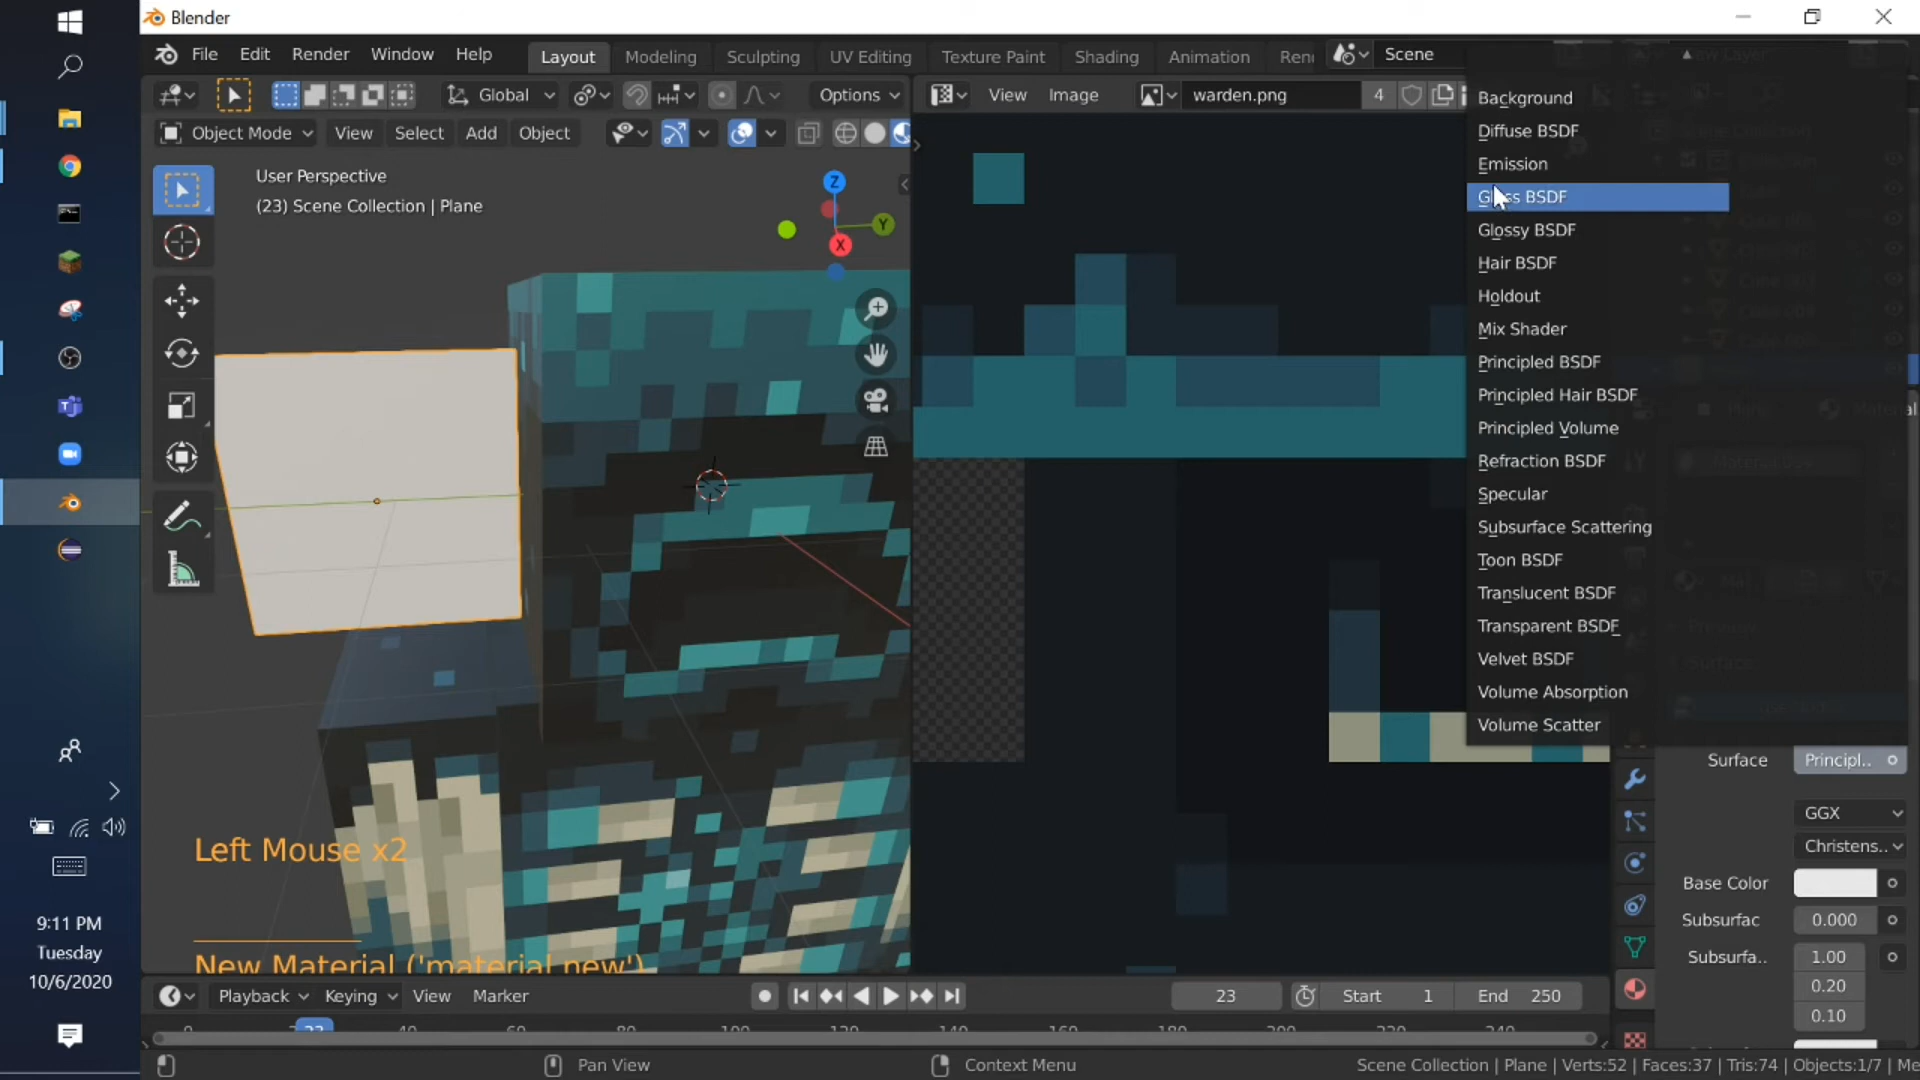 Blender
File Edit Render Window Help Layout Modeling Sculpting UV Editing Texture Paint Shading Animation Ren Scene
Global Options View Image warden.png 4
Object Mode View Select Add Object
User Perspective
(23) Scene Collection | Plane
Z
Y
X
Background
Diffuse BSDF
Emission
Glass BSDF
Glossy BSDF
Hair BSDF
Holdout
Mix Shader
Principled BSDF
Principled Hair BSDF
Principled Volume
Refraction BSDF
Specular
Subsurface Scattering
Toon BSDF
Translucent BSDF
Transparent BSDF
Velvet BSDF
Volume Absorption
Volume Scatter
Surface Principl..
GGX
Christens..
Base Color
Subsurfac 0.000
Subsurfa.. 1.00
0.20
0.10
Left Mouse x2
New Material ('material.new')
Playback Keying View Marker 23 Start 1 End 250
Pan View Context Menu Scene Collection | Plane | Verts:52 | Faces:37 | Tris:74 | Objects:1/7 | Me
9:11 PM
Tuesday
10/6/2020